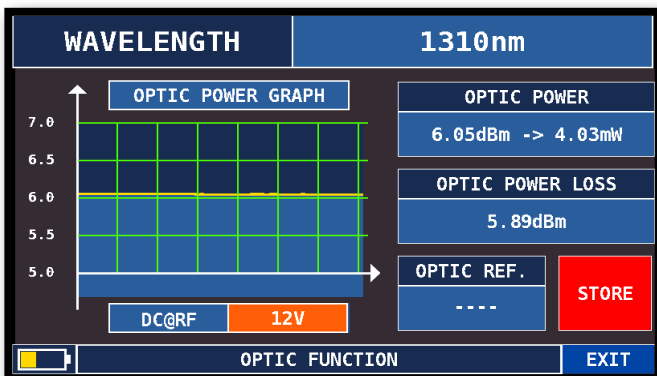 WAVELENGTH
1310nm
OPTIC POWER GRAPH
7.0
6.5
6.0
5.5
5.0
DC@RF
12V
OPTIC POWER
6.05dBm -> 4.03mW
OPTIC POWER LOSS
5.89dBm
OPTIC REF.
----
STORE
OPTIC FUNCTION
EXIT